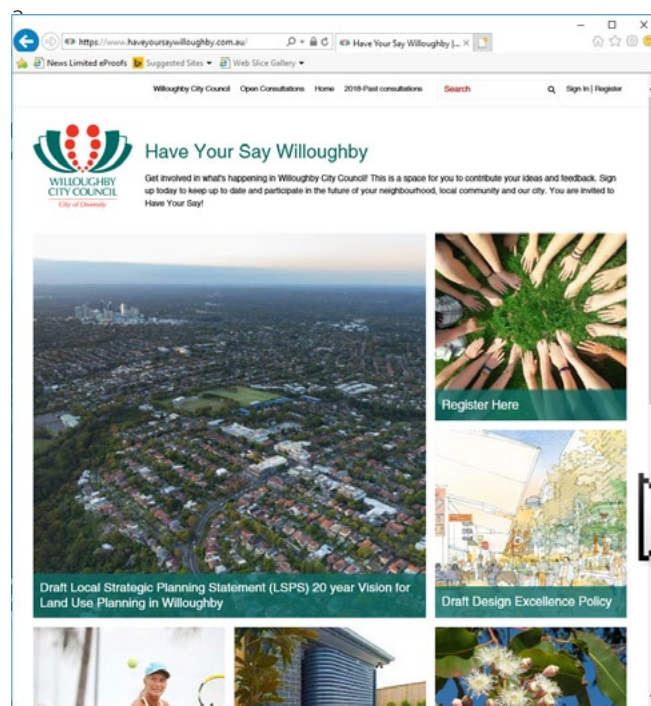 a
https://www.haveyoursaywilloughby.com.au/
Have Your Say Willoughby |...
News Limited eProofs Suggested Sites Web Slice Gallery
Willoughby City Council Open Consultations Home 2018-Past consultations Search Sign In | Register
WILLOUGHBY
CITY COUNCIL
City of Diversity
Have Your Say Willoughby
Get involved in what's happening in Willoughby City Council! This is a space for you to contribute your ideas and feedback. Sign
up today to keep up to date and participate in the future of your neighbourhood, local community and our city. You are invited to
Have Your Say!
Register Here
Draft Local Strategic Planning Statement (LSPS) 20 year Vision for
Land Use Planning in Willoughby
Draft Design Excellence Policy